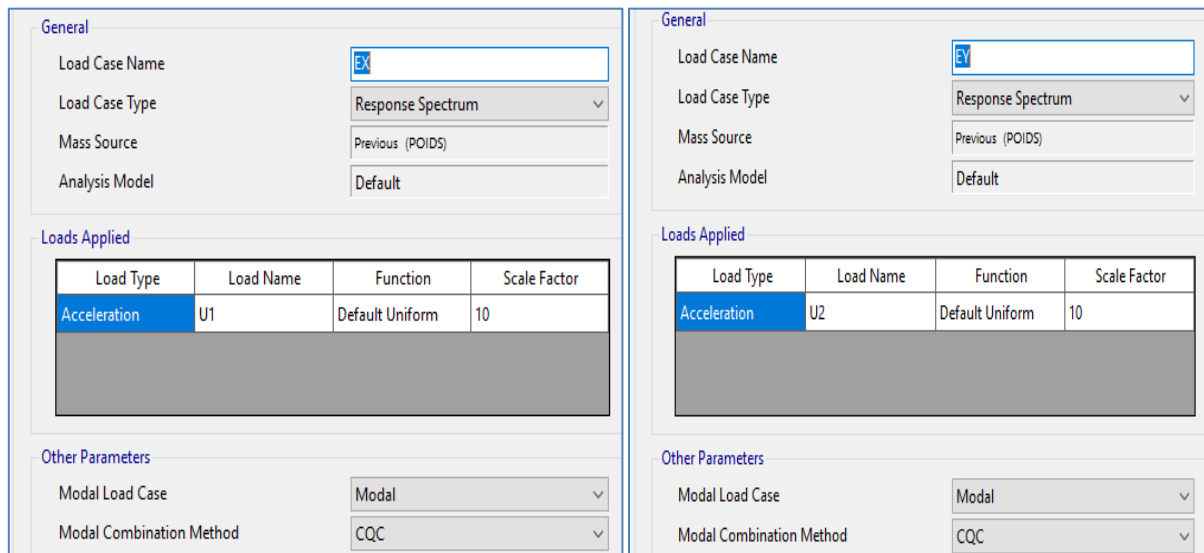 General
Load Case Name EX
Load Case Type Response Spectrum
Mass Source Previous (POIDS)
Analysis Model Default
Loads Applied
Load Type Load Name Function Scale Factor
Acceleration U1 Default Uniform 10
Other Parameters
Modal Load Case Modal
Modal Combination Method CQC
General
Load Case Name EY
Load Case Type Response Spectrum
Mass Source Previous (POIDS)
Analysis Model Default
Loads Applied
Load Type Load Name Function Scale Factor
Acceleration U2 Default Uniform 10
Other Parameters
Modal Load Case Modal
Modal Combination Method CQC